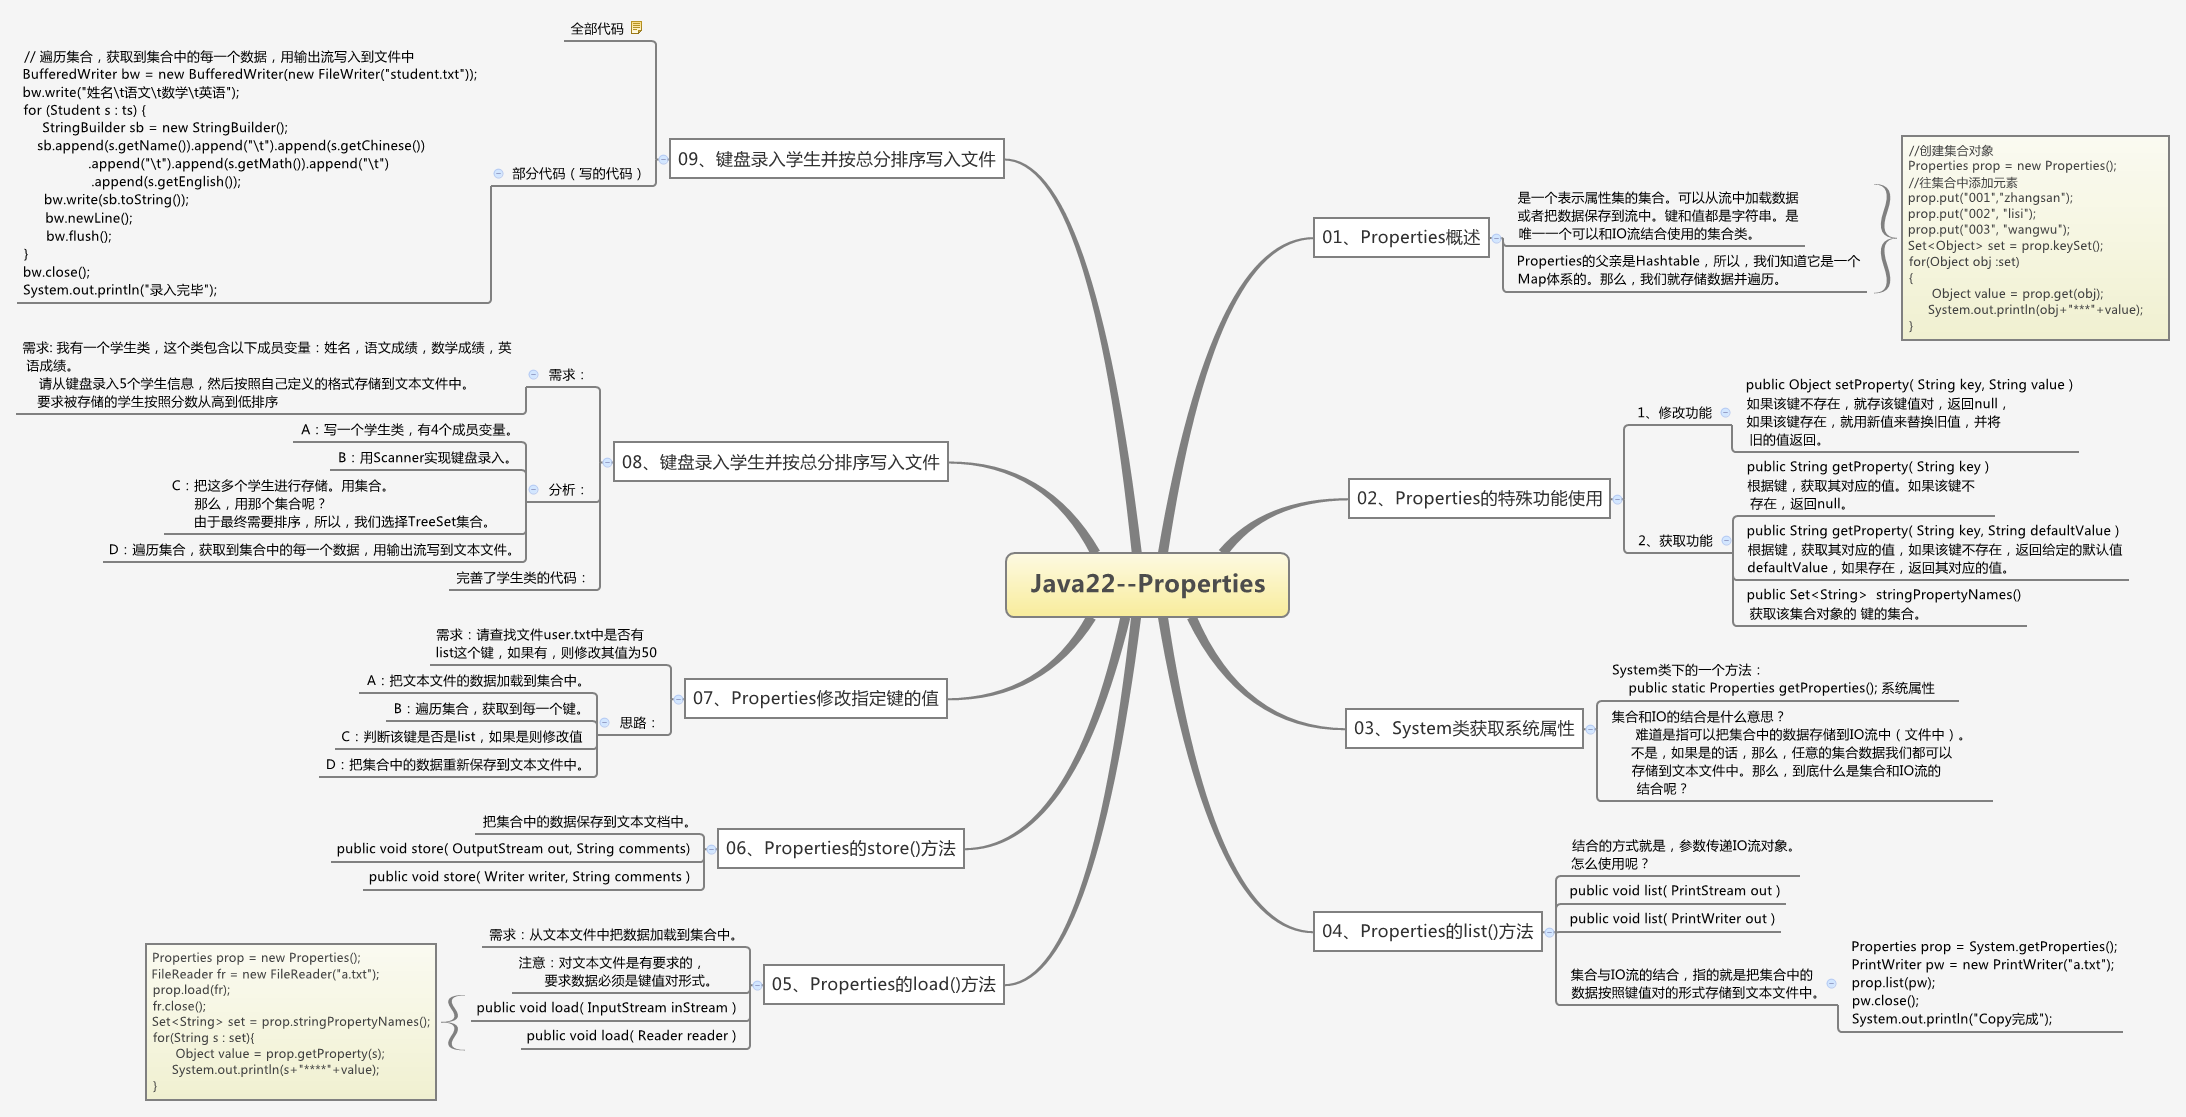 Java22--Properties
01、Properties概述
是一个表示属性集的集合。可以从流中加载数据
或者把数据保存到流中。键和值都是字符串。是
唯一一个可以和IO流结合使用的集合类。
Properties的父亲是Hashtable，所以，我们知道它是一个
Map体系的。那么，我们就存储数据并遍历。
//创建集合对象
Properties prop = new Properties();
//往集合中添加元素
prop.put("001","zhangsan");
prop.put("002", "lisi");
prop.put("003", "wangwu");
Set<Object> set = prop.keySet();
for(Object obj :set)
{
Object value = prop.get(obj);
System.out.println(obj+"***"+value);
}
02、Properties的特殊功能使用
1、修改功能
public Object setProperty( String key, String value )
如果该键不存在，就存该键值对，返回null，
如果该键存在，就用新值来替换旧值，并将
旧的值返回。
2、获取功能
public String getProperty( String key )
根据键，获取其对应的值。如果该键不
存在，返回null。
public String getProperty( String key, String defaultValue )
根据键，获取其对应的值，如果该键不存在，返回给定的默认值
defaultValue，如果存在，返回其对应的值。
public Set<String>  stringPropertyNames()
获取该集合对象的 键的集合。
03、System类获取系统属性
System类下的一个方法：
public static Properties getProperties(); 系统属性
集合和IO的结合是什么意思？
难道是指可以把集合中的数据存储到IO流中（文件中）。
不是，如果是的话，那么，任意的集合数据我们都可以
存储到文本文件中。那么，到底什么是集合和IO流的
结合呢？
04、Properties的list()方法
结合的方式就是，参数传递IO流对象。
怎么使用呢？
public void list( PrintStream out )
public void list( PrintWriter out )
集合与IO流的结合，指的就是把集合中的
数据按照键值对的形式存储到文本文件中。
Properties prop = System.getProperties();
PrintWriter pw = new PrintWriter("a.txt");
prop.list(pw);
pw.close();
System.out.println("Copy完成");
05、Properties的load()方法
需求：从文本文件中把数据加载到集合中。
注意：对文本文件是有要求的，
要求数据必须是键值对形式。
public void load( InputStream inStream )
public void load( Reader reader )
Properties prop = new Properties();
FileReader fr = new FileReader("a.txt");
prop.load(fr);
fr.close();
Set<String> set = prop.stringPropertyNames();
for(String s : set){
Object value = prop.getProperty(s);
System.out.println(s+"****"+value);
}
06、Properties的store()方法
把集合中的数据保存到文本文档中。
public void store( OutputStream out, String comments)
public void store( Writer writer, String comments )
07、Properties修改指定键的值
需求：请查找文件user.txt中是否有
list这个键，如果有，则修改其值为50
思路：
A：把文本文件的数据加载到集合中。
B：遍历集合，获取到每一个键。
C：判断该键是否是list，如果是则修改值
D：把集合中的数据重新保存到文本文件中。
08、键盘录入学生并按总分排序写入文件
需求：
需求: 我有一个学生类，这个类包含以下成员变量：姓名，语文成绩，数学成绩，英
语成绩。
请从键盘录入5个学生信息，然后按照自己定义的格式存储到文本文件中。
要求被存储的学生按照分数从高到低排序
分析：
A：写一个学生类，有4个成员变量。
B：用Scanner实现键盘录入。
C：把这多个学生进行存储。用集合。
那么，用那个集合呢？
由于最终需要排序，所以，我们选择TreeSet集合。
D：遍历集合，获取到集合中的每一个数据，用输出流写到文本文件。
完善了学生类的代码：
09、键盘录入学生并按总分排序写入文件
全部代码
部分代码（写的代码）
// 遍历集合，获取到集合中的每一个数据，用输出流写入到文件中
BufferedWriter bw = new BufferedWriter(new FileWriter("student.txt"));
bw.write("姓名\t语文\t数学\t英语");
for (Student s : ts) {
StringBuilder sb = new StringBuilder();
sb.append(s.getName()).append("\t").append(s.getChinese())
.append("\t").append(s.getMath()).append("\t")
.append(s.getEnglish());
bw.write(sb.toString());
bw.newLine();
bw.flush();
}
bw.close();
System.out.println("录入完毕");